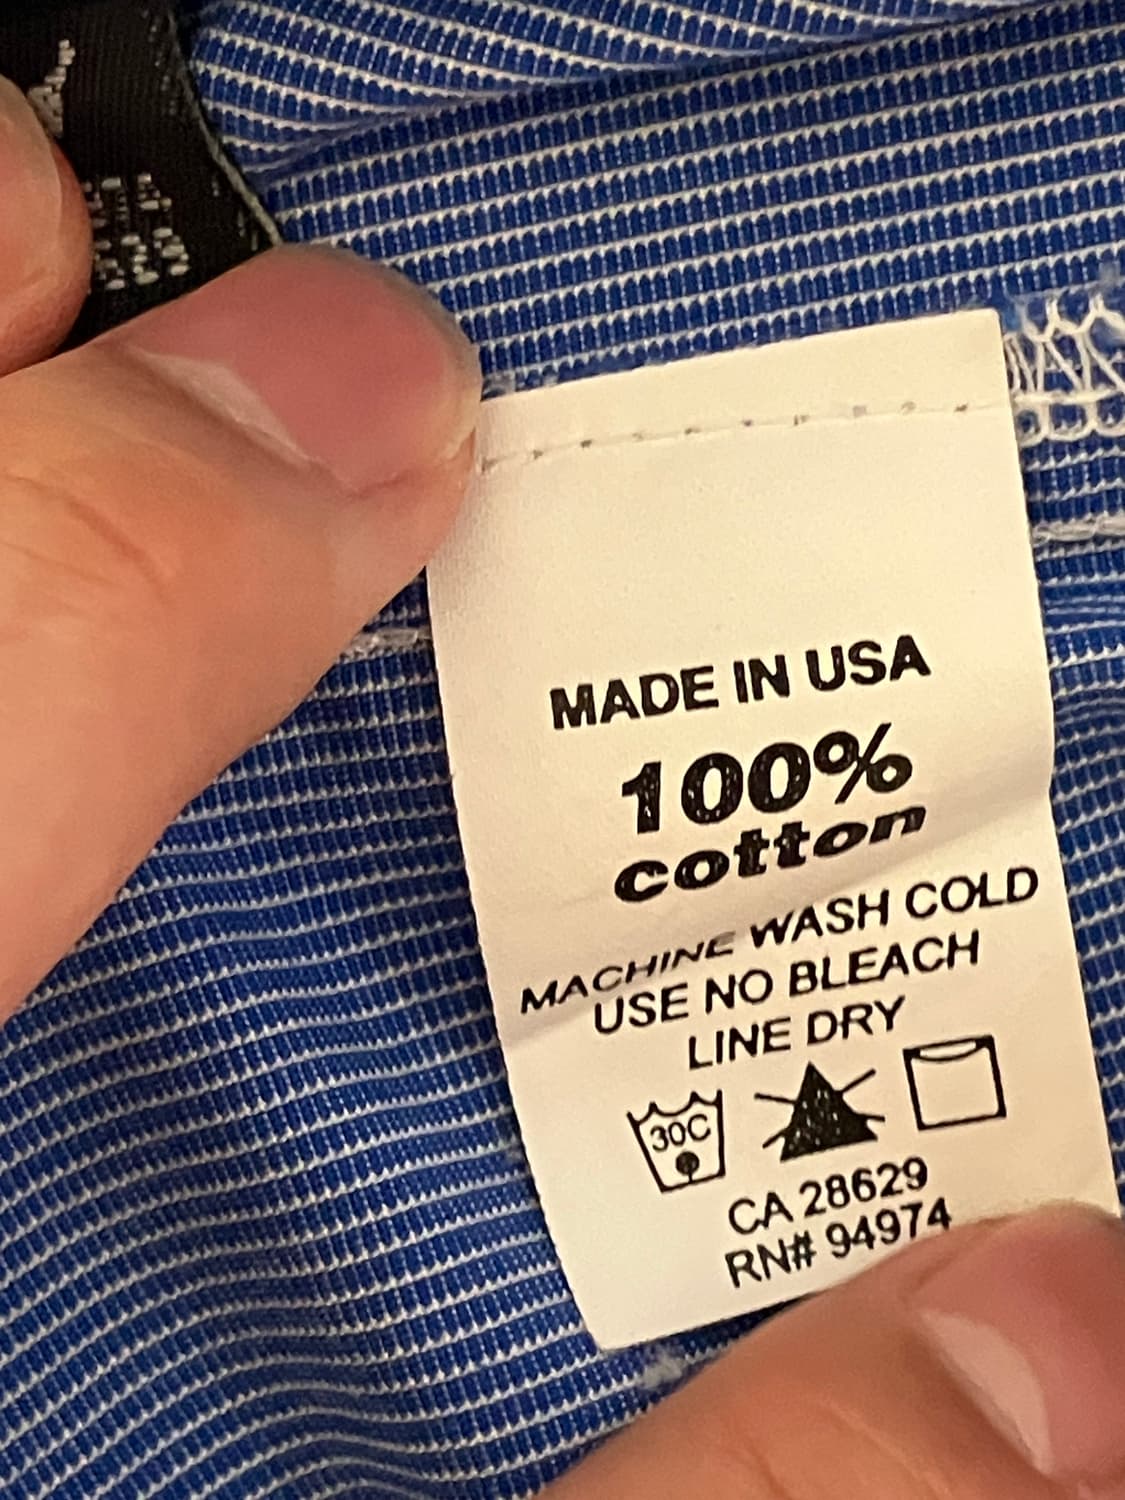 MADE IN USA
100%
cotton
MACHINE WASH COLD
USE NO BLEACH
LINE DRY
30C
CA 28629
RN# 94974